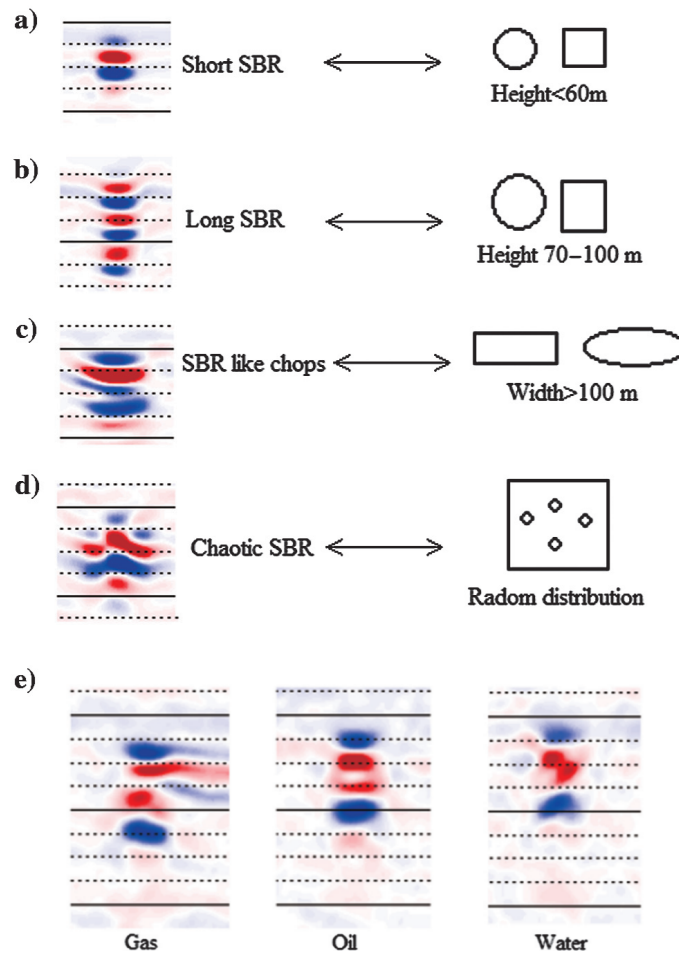 a)
Short SBR
Height<60m
b)
Long SBR
Height 70–100 m
c)
SBR like chops
Width>100 m
d)
Chaotic SBR
Radom distribution
e)
Gas
Oil
Water